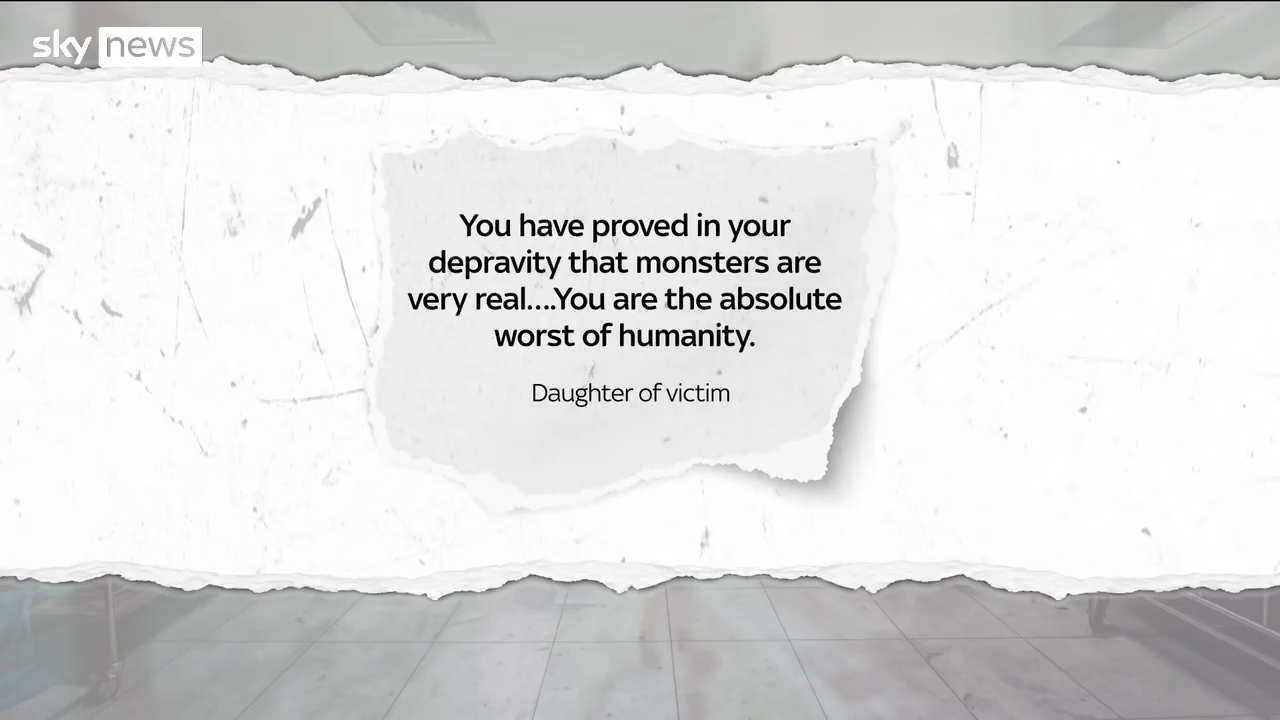 sky news
You have proved in your
depravity that monsters are
very real....You are the absolute
worst of humanity.
Daughter of victim